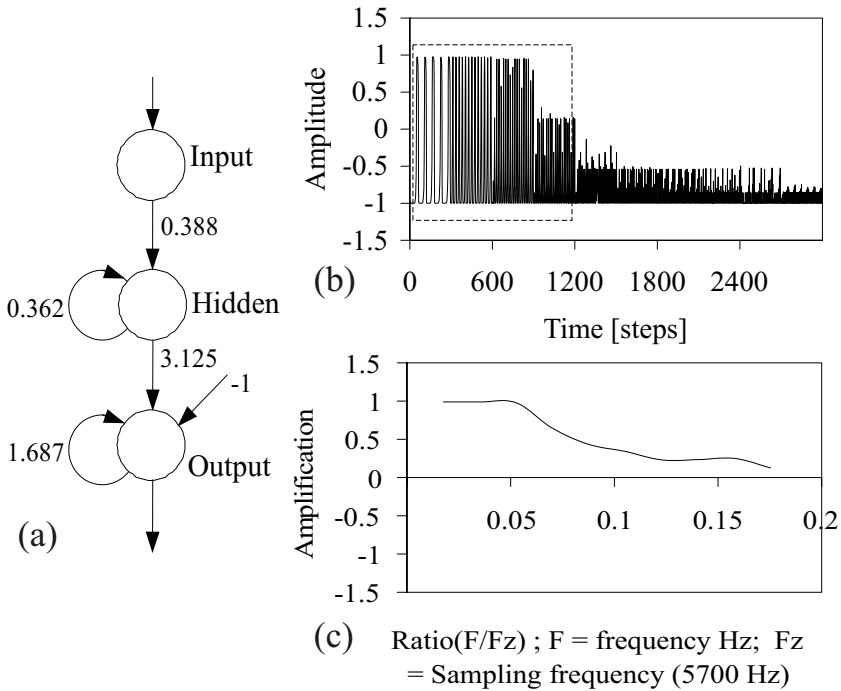 Input
0.388
0.362
Hidden
3.125
-1
1.687
Output
(a)
Amplitude
1.5
1
0.5
0
-0.5
-1
-1.5
0 600 1200 1800 2400
(b)
Time [steps]
Amplification
1.5
1
0.5
0
-0.5
-1
-1.5
0.05 0.1 0.15 0.2
(c)
Ratio(F/Fz) ; F = frequency Hz; Fz
= Sampling frequency (5700 Hz)